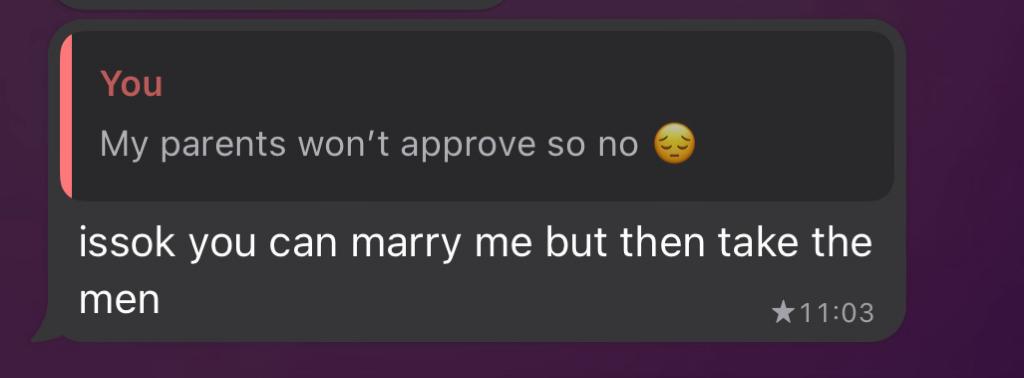 You
My parents won’t approve so no 😔
issok you can marry me but then take the
men
★11:03